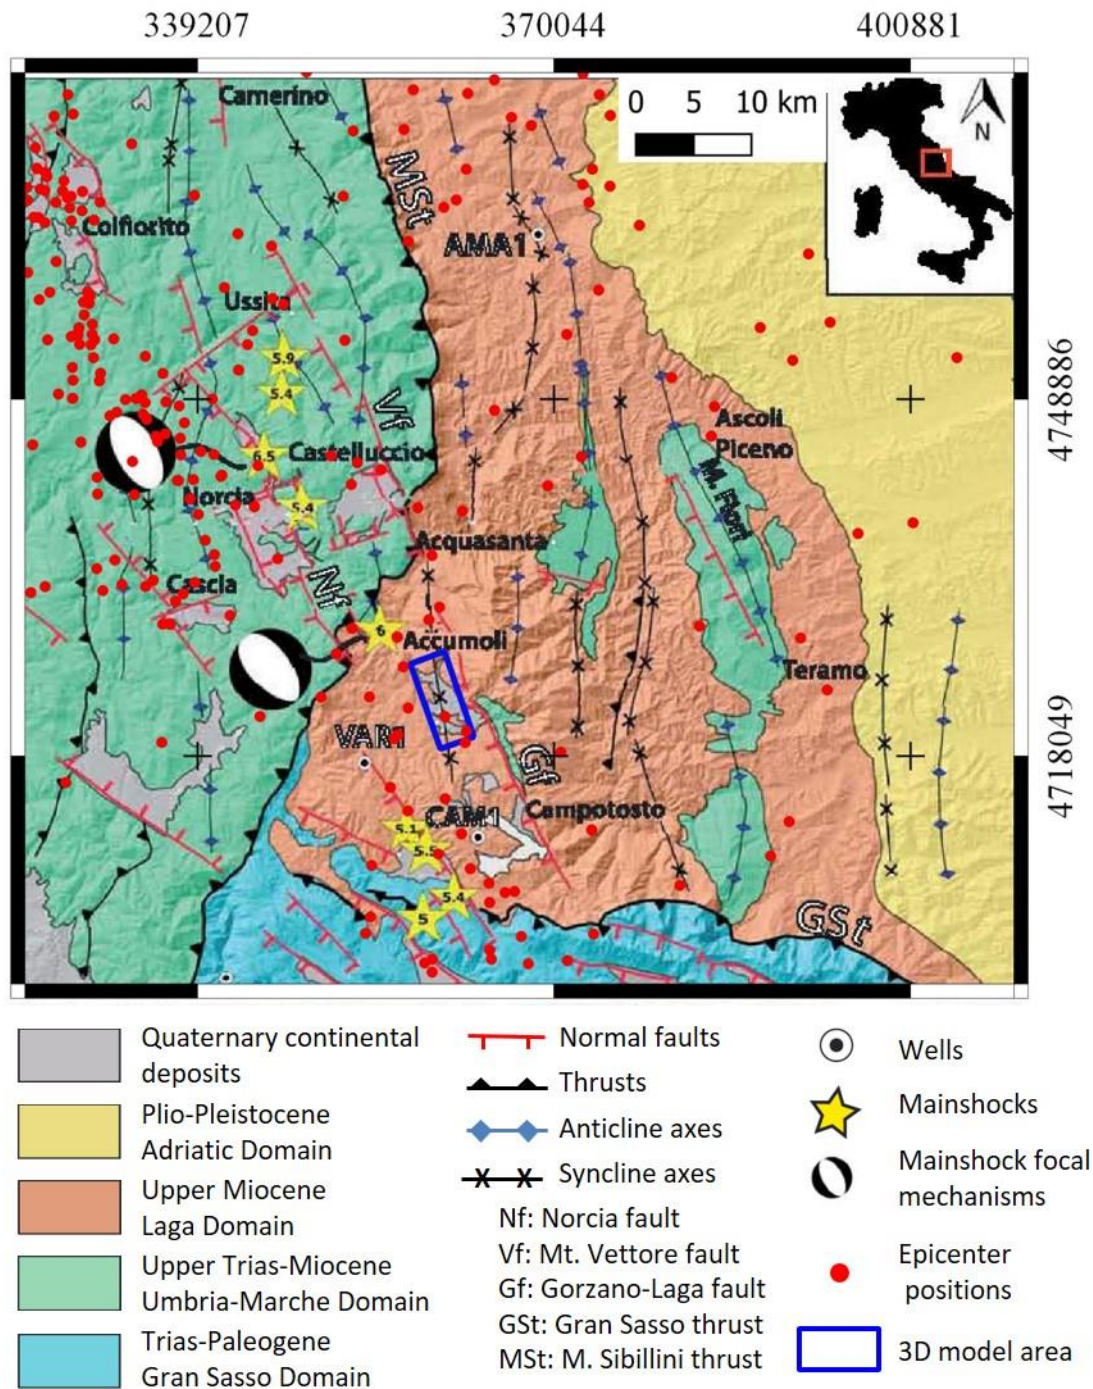 339207 370044 400881
0 5 10 km
N
Camerino
MSt
Colfiorito
AMA1
Ussita
5.9
5.4
Vf
4748886
Ascoli
Piceno
6.5
Castelluccio
M. Fiori
Norcia
5.4
Acquasanta
Cascia
Nf
6
Accumoli
Teramo
VAR1
Gf
4718049
CAM1
Campotosto
5.1
5.5
5.4
5
GSt
Quaternary continental
deposits
Plio-Pleistocene
Adriatic Domain
Upper Miocene
Laga Domain
Upper Trias-Miocene
Umbria-Marche Domain
Trias-Paleogene
Gran Sasso Domain
Normal faults
Thrusts
Anticline axes
Syncline axes
Nf: Norcia fault
Vf: Mt. Vettore fault
Gf: Gorzano-Laga fault
GSt: Gran Sasso thrust
MSt: M. Sibillini thrust
Wells
Mainshocks
Mainshock focal
mechanisms
Epicenter
positions
3D model area